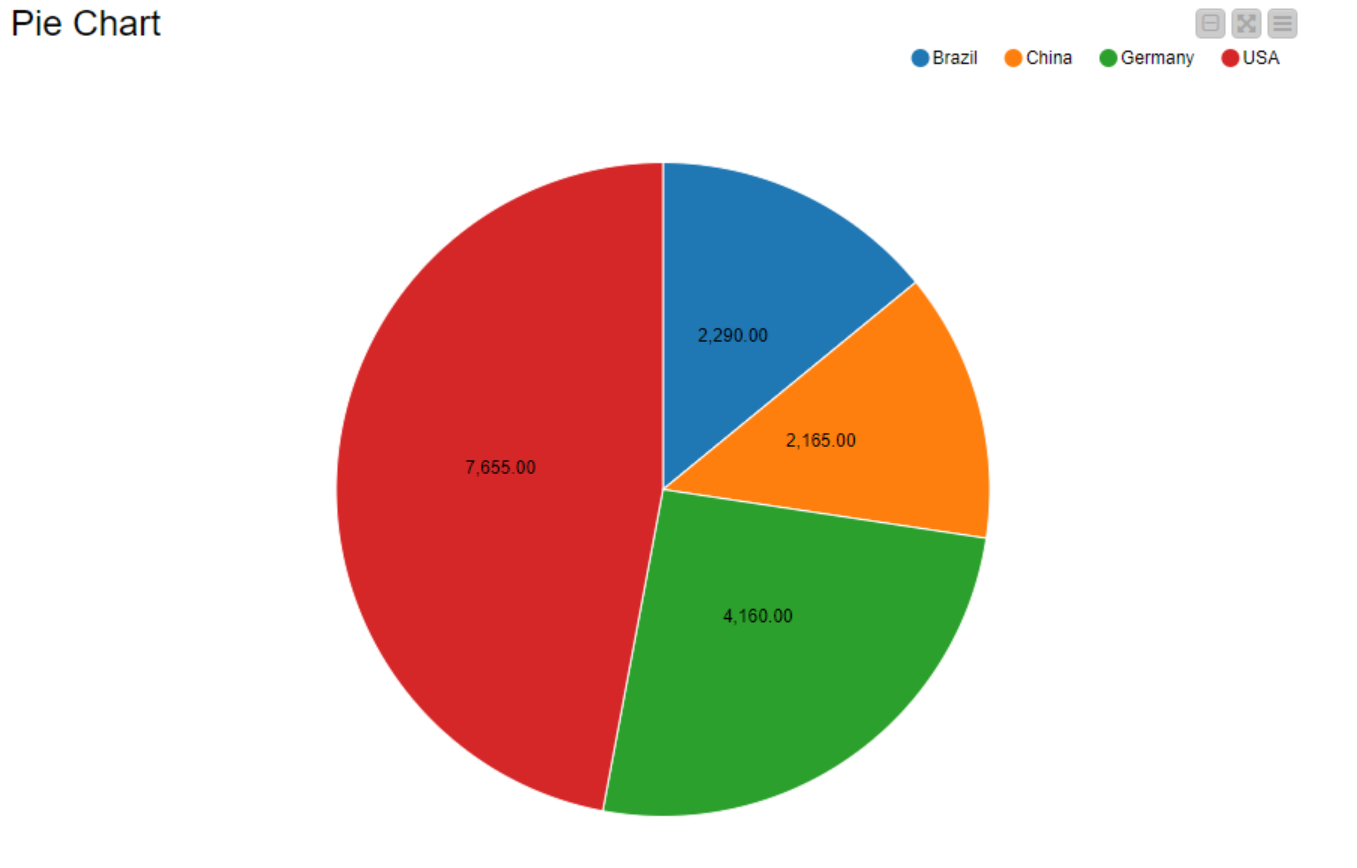 Pie Chart
Brazil China Germany USA
2,290.00
2,165.00
7,655.00
4,160.00